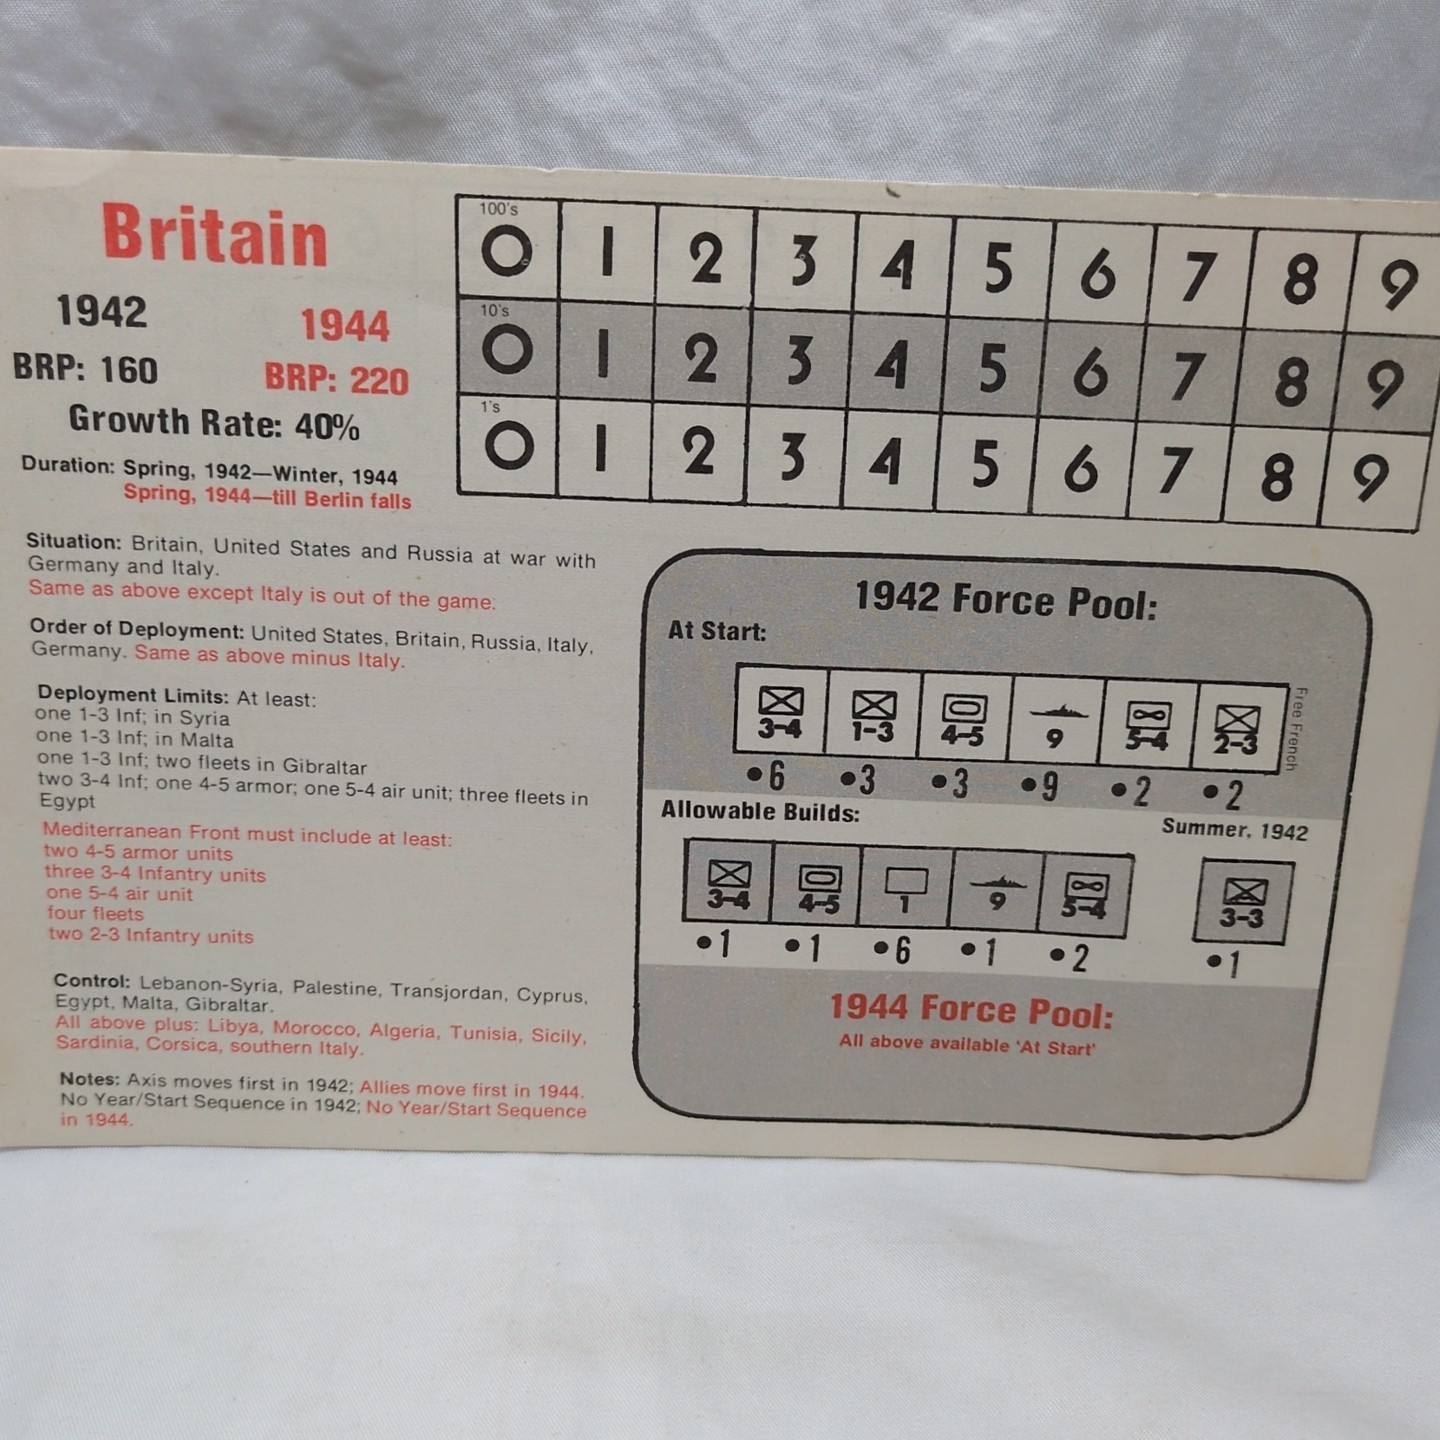 Britain
1942 1944
BRP: 160 BRP: 220
Growth Rate: 40%
Duration: Spring, 1942—Winter, 1944
Spring, 1944—till Berlin falls
100's
0 1 2 3 4 5 6 7 8 9
10's
0 1 2 3 4 5 6 7 8 9
1's
0 1 2 3 4 5 6 7 8 9
Situation: Britain, United States and Russia at war with
Germany and Italy.
Same as above except Italy is out of the game.
Order of Deployment: United States, Britain, Russia, Italy,
Germany. Same as above minus Italy.
Deployment Limits: At least:
one 1-3 Inf; in Syria
one 1-3 Inf; in Malta
one 1-3 Inf; two fleets in Gibraltar
two 3-4 Inf; one 4-5 armor; one 5-4 air unit; three fleets in
Egypt
Mediterranean Front must include at least:
two 4-5 armor units
three 3-4 Infantry units
one 5-4 air unit
four fleets
two 2-3 Infantry units
Control: Lebanon-Syria, Palestine, Transjordan, Cyprus,
Egypt, Malta, Gibraltar.
All above plus: Libya, Morocco, Algeria, Tunisia, Sicily,
Sardinia, Corsica, southern Italy.
Notes: Axis moves first in 1942; Allies move first in 1944.
No Year/Start Sequence in 1942; No Year/Start Sequence
in 1944.
1942 Force Pool:
At Start:
3-4 1-3 4-5 9 5-4 2-3
Free French
•6 •3 •3 •9 •2 •2
Allowable Builds:
Summer, 1942
3-4 4-5 1 9 5-4 3-3
•1 •1 •6 •1 •2 •1
1944 Force Pool:
All above available 'At Start'